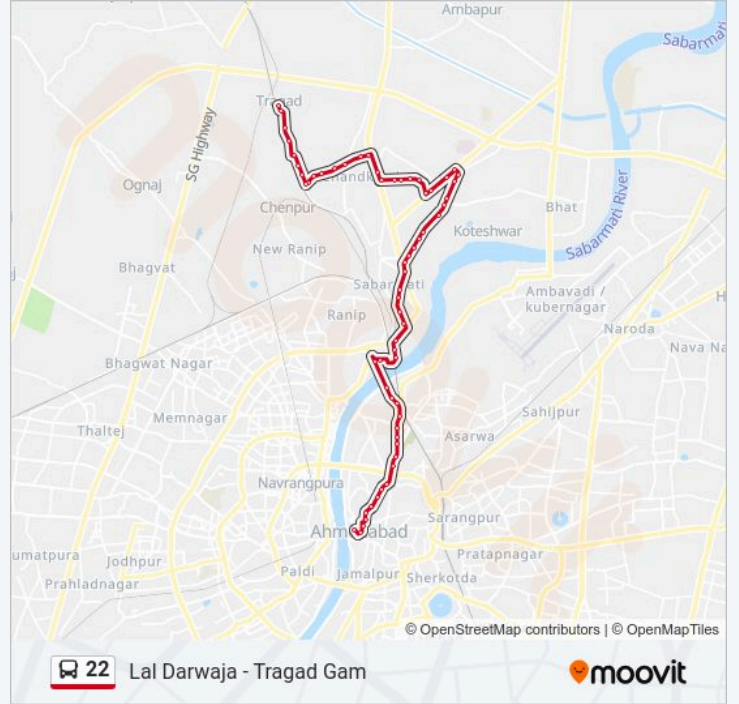 Ambapur
Sabarmati
Tragad
SG Highway
Ognaj
Chandk
Chenpur
Bhat
Koteshwar
Sabarmati River
New Ranip
Bhagvat
Sabarmati
Ambavadi /
kubernagar
Ranip
Naroda
Nava Na
Bhagwat Nagar
Sahijpur
Memnagar
Thaltej
Asarwa
Navrangpura
Sarangpur
Ahmedabad
umatpura
Jodhpur
Pratapnagar
Paldi
Jamalpur
Sherkotda
Prahladnagar
© OpenStreetMap contributors | © OpenMapTiles
22 Lal Darwaja - Tragad Gam
moovit